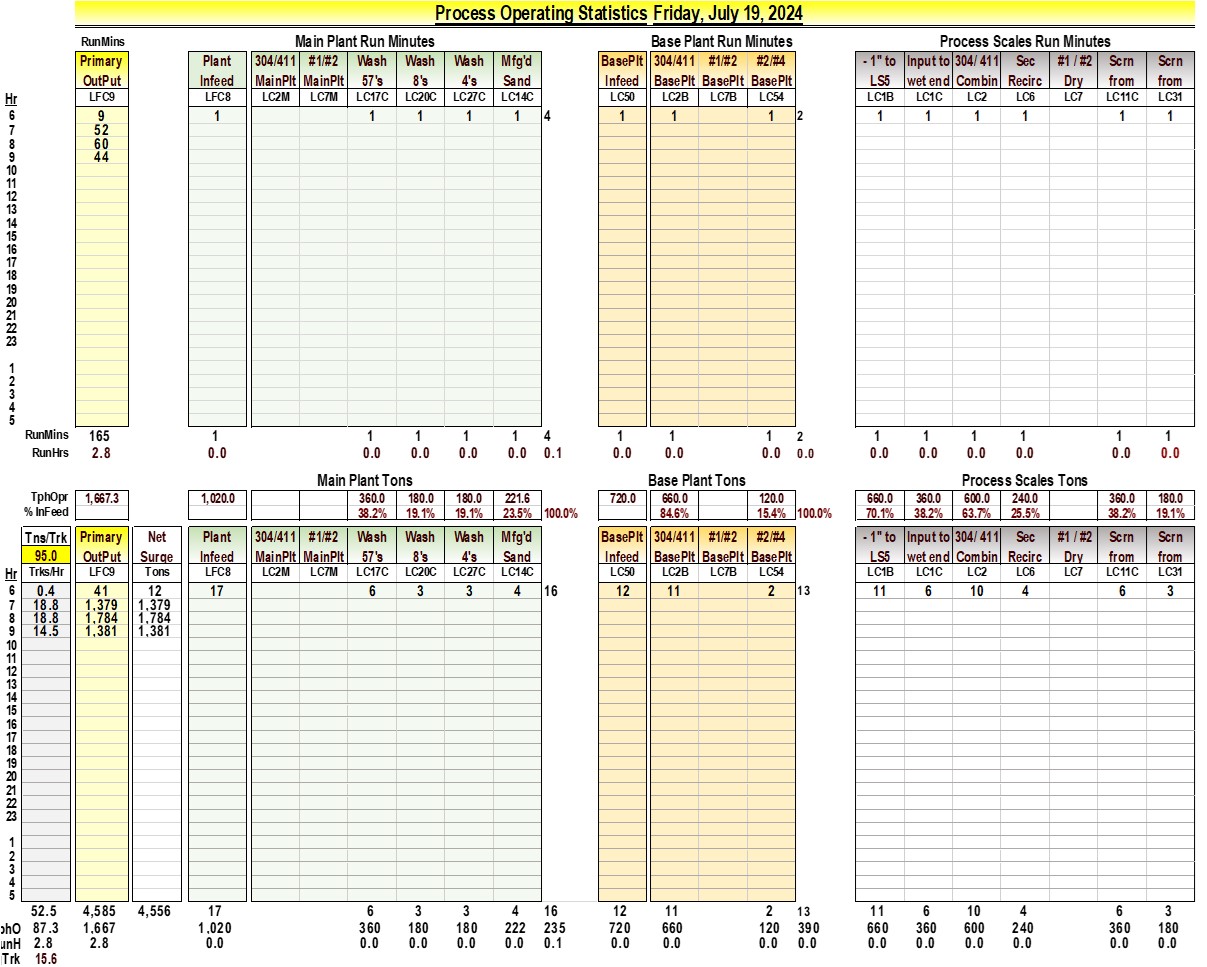 Process Operating Statistics Friday, July 19, 2024
RunMins Main Plant Run Minutes Base Plant Run Minutes Process Scales Run Minutes
Primary Plant 304/411 #1/#2 Wash Wash Wash Mfg'd BasePlt 304/411 #1/#2 #2/#4 - 1" to Input to 304/ 411 Sec #1 / #2 Scrn Scrn
OutPut Infeed MainPlt MainPlt 57's 8's 4's Sand Infeed BasePlt BasePlt BasePlt LS5 wet end Combin Recirc Dry from from
Hr LFC9 LFC8 LC2M LC7M LC17C LC20C LC27C LC14C LC50 LC2B LC7B LC54 LC1B LC1C LC2 LC6 LC7 LC11C LC31
6 9 1 1 1 1 1 4 1 1 1 2 1 1 1 1 1 1
7 52
8 60
9 44
10
11
12
13
14
15
16
17
18
19
20
21
22
23
1
2
3
4
5
RunMins 165 1 1 1 1 1 4 1 1 1 2 1 1 1 1 1 1
RunHrs 2.8 0.0 0.0 0.0 0.0 0.0 0.1 0.0 0.0 0.0 0.0 0.0 0.0 0.0 0.0 0.0 0.0
Main Plant Tons Base Plant Tons Process Scales Tons
TphOpr 1,667.3 1,020.0 360.0 180.0 180.0 221.6 720.0 660.0 120.0 660.0 360.0 600.0 240.0 360.0 180.0
% InFeed 38.2% 19.1% 19.1% 23.5% 100.0% 84.6% 15.4% 100.0% 70.1% 38.2% 63.7% 25.5% 38.2% 19.1%
Tns/Trk Primary Net Plant 304/411 #1/#2 Wash Wash Wash Mfg'd BasePlt 304/411 #1/#2 #2/#4 - 1" to Input to 304/ 411 Sec #1 / #2 Scrn Scrn
95.0 OutPut Surge Infeed MainPlt MainPlt 57's 8's 4's Sand Infeed BasePlt BasePlt BasePlt LS5 wet end Combin Recirc Dry from from
Hr Trks/Hr LFC9 Tons LFC8 LC2M LC7M LC17C LC20C LC27C LC14C LC50 LC2B LC7B LC54 LC1B LC1C LC2 LC6 LC7 LC11C LC31
6 0.4 41 12 17 6 3 3 4 16 12 11 2 13 11 6 10 4 6 3
7 18.8 1,379 1,379
8 18.8 1,784 1,784
9 14.5 1,381 1,381
10
11
12
13
14
15
16
17
18
19
20
21
22
23
1
2
3
4
5
52.5 4,585 4,556 17 6 3 3 4 16 12 11 2 13 11 6 10 4 6 3
phO 87.3 1,667 1,020 360 180 180 222 235 720 660 120 390 660 360 600 240 360 180
unH 2.8 2.8 0.0 0.0 0.0 0.0 0.0 0.1 0.0 0.0 0.0 0.0 0.0 0.0 0.0 0.0 0.0 0.0
Trk 15.6